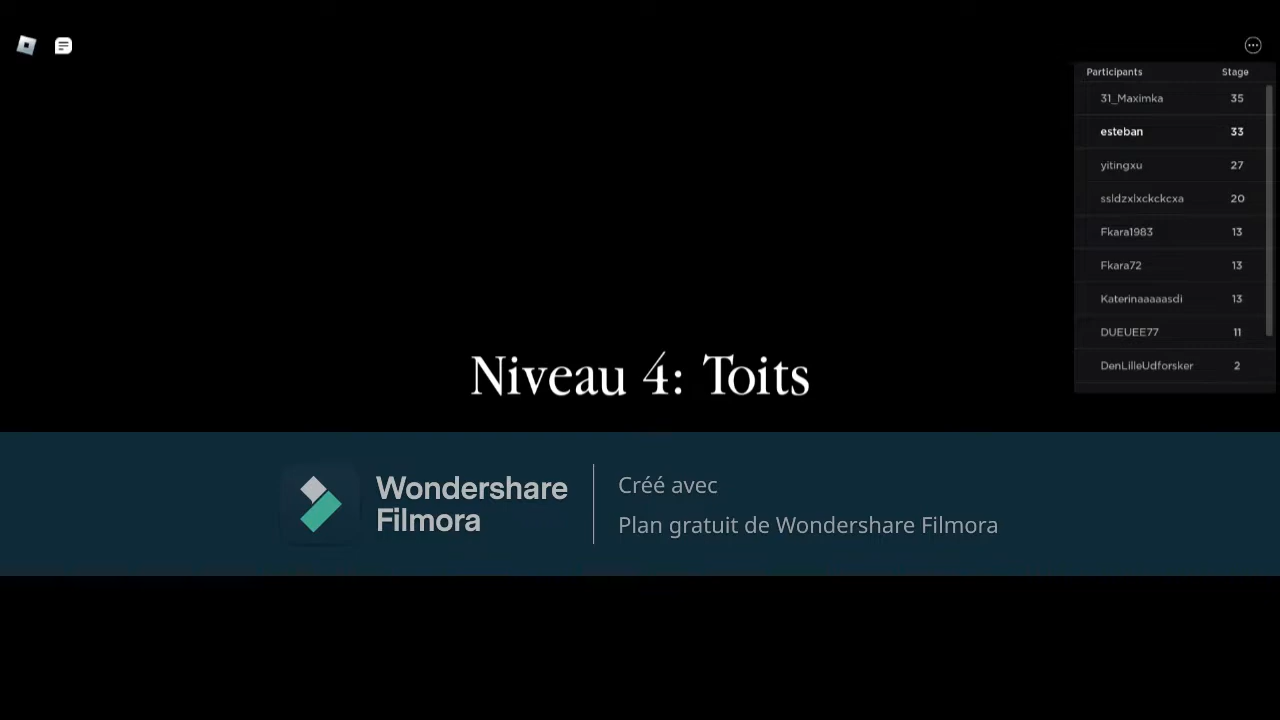 Participants Stage
31_Maximka 35
esteban 33
yitingxu 27
ssldzxlxckckcxa 20
Fkara1983 13
Fkara72 13
Katerinaaaaasdi 13
DUEUEE77 11
DenLilleUdforsker 2
Niveau 4: Toits
Wondershare
Filmora
Créé avec
Plan gratuit de Wondershare Filmora